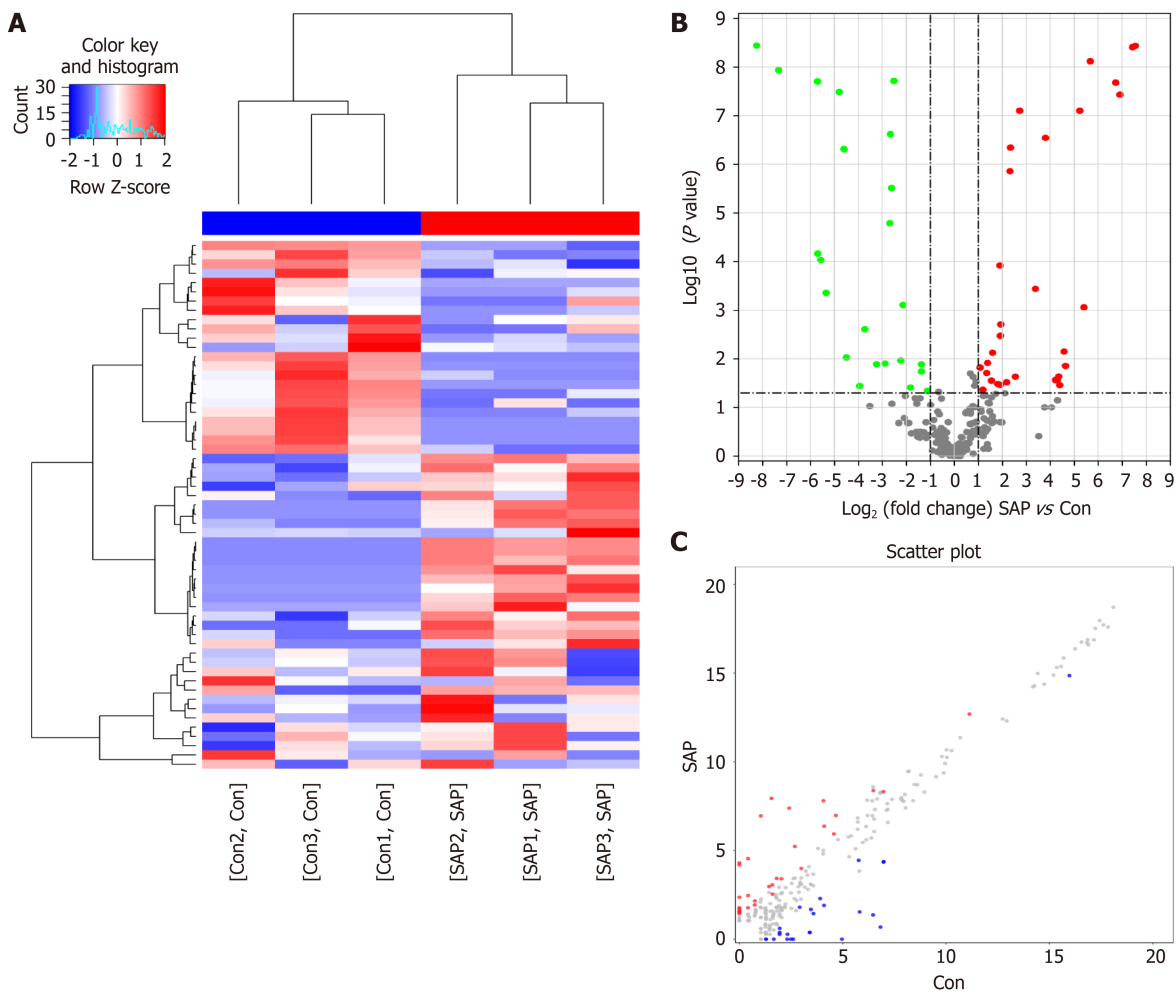 A
Color key
and histogram
Count
30
15
0
-2 -1 0 1 2
Row Z-score
[Con2, Con]
[Con3, Con]
[Con1, Con]
[SAP2, SAP]
[SAP1, SAP]
[SAP3, SAP]
B
Log10 (P value)
9
8
7
6
5
4
3
2
1
0
-9 -8 -7 -6 -5 -4 -3 -2 -1 0 1 2 3 4 5 6 7 8 9
Log₂ (fold change) SAP vs Con
C
Scatter plot
SAP
20
15
10
5
0
0 5 10 15 20
Con